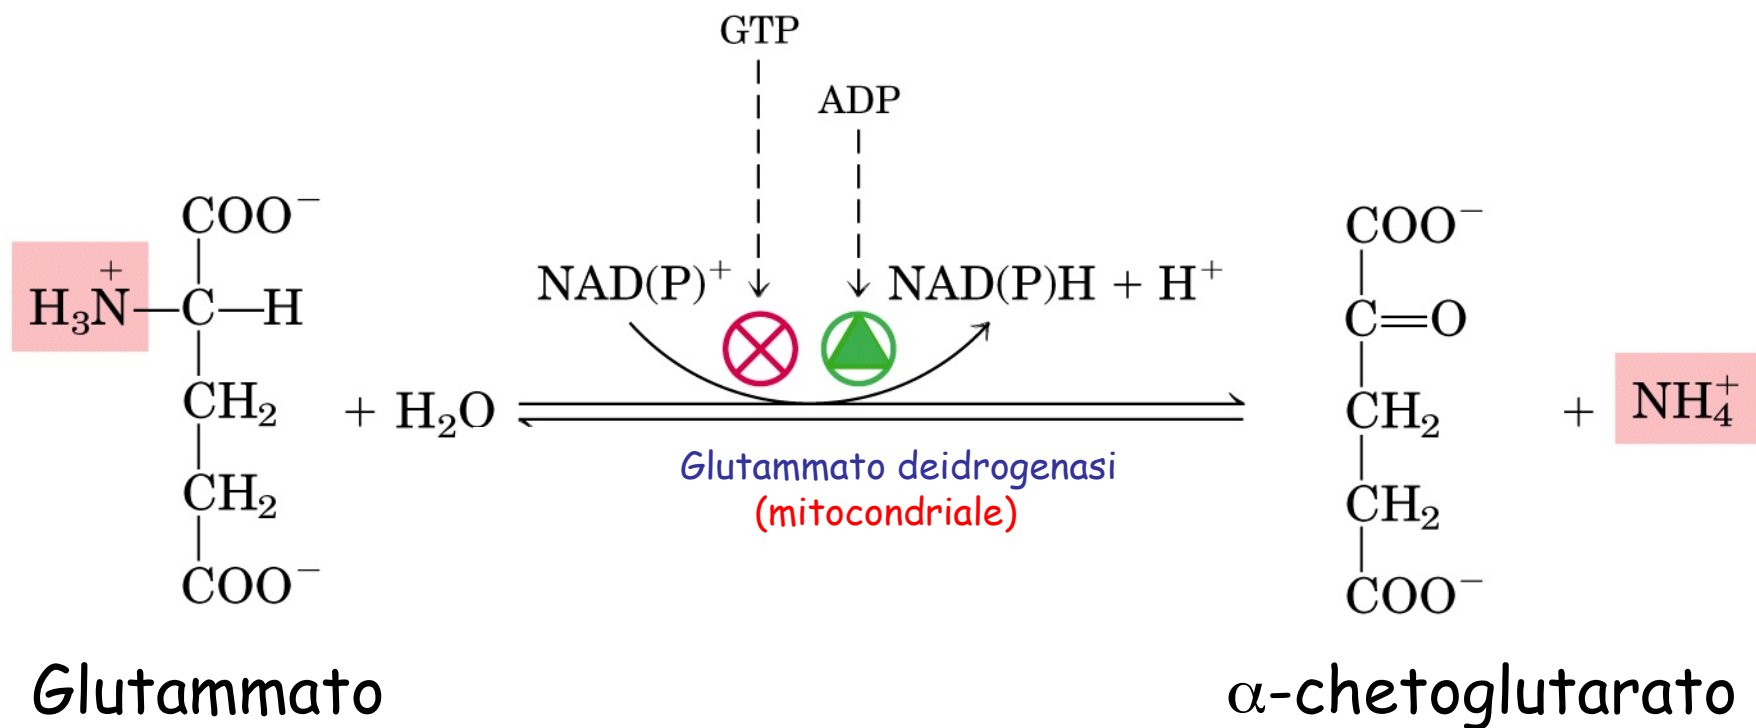 GTP
ADP
COO⁻
H₃N⁺—C—H
CH₂
CH₂
COO⁻
+ H₂O
NAD(P)⁺
NAD(P)H + H⁺
Glutammato deidrogenasi
(mitocondriale)
COO⁻
C=O
CH₂
CH₂
COO⁻
+ NH₄⁺
Glutammato
α-chetoglutarato